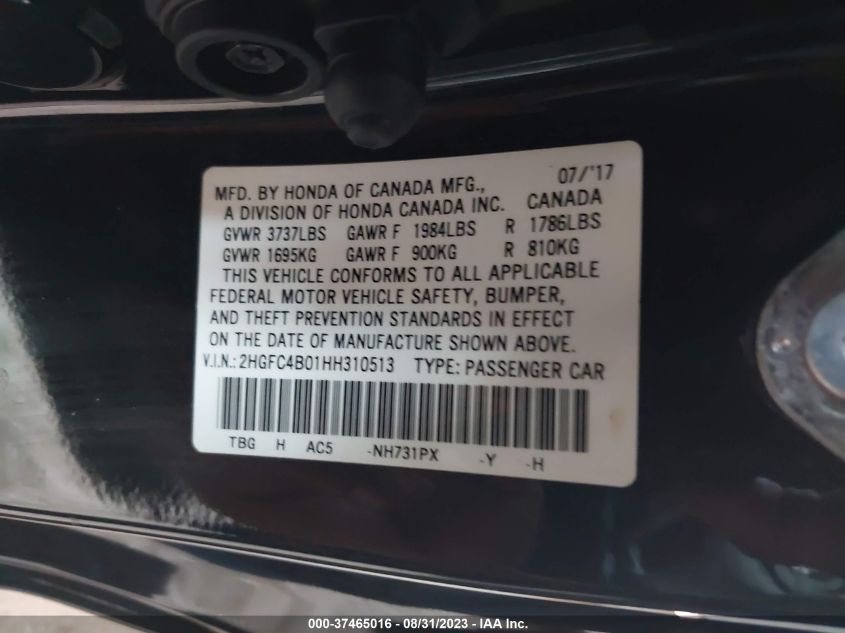 07/'17
MFD. BY HONDA OF CANADA MFG.,
A DIVISION OF HONDA CANADA INC. CANADA
GVWR 3737LBS GAWR F 1984LBS R 1786LBS
GVWR 1695KG GAWR F 900KG R 810KG
THIS VEHICLE CONFORMS TO ALL APPLICABLE
FEDERAL MOTOR VEHICLE SAFETY, BUMPER,
AND THEFT PREVENTION STANDARDS IN EFFECT
ON THE DATE OF MANUFACTURE SHOWN ABOVE.
V.I.N.: 2HGFC4B01HH310513 TYPE: PASSENGER CAR
TBG H AC5 -NH731PX -Y -H
000-37465016 - 08/31/2023 - IAA Inc.